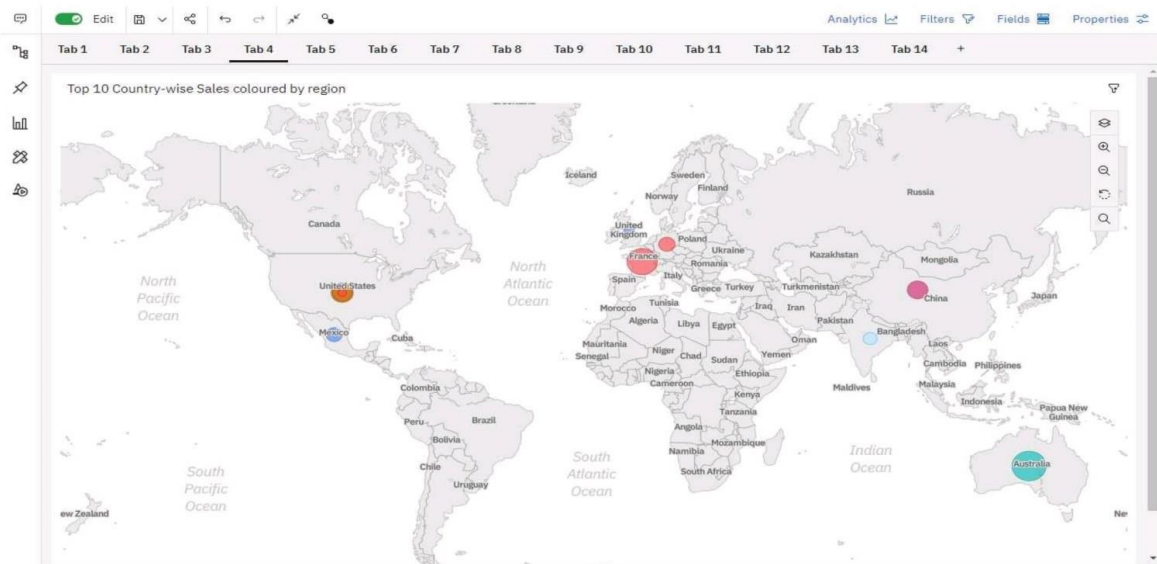 Edit
Analytics
Filters
Fields
Properties
Tab 1
Tab 2
Tab 3
Tab 4
Tab 5
Tab 6
Tab 7
Tab 8
Tab 9
Tab 10
Tab 11
Tab 12
Tab 13
Tab 14
+
Top 10 Country-wise Sales coloured by region
Iceland
Sweden
Finland
Norway
Russia
Canada
United
Kingdom
Poland
Ukraine
France
Romania
Kazakhstan
Mongolia
North
Pacific
Ocean
North
Atlantic
Ocean
United States
Spain
Italy
Greece
Turkey
Turkmenistan
China
Japan
Morocco
Tunisia
Iraq
Iran
Algeria
Libya
Egypt
Pakistan
Mexico
Cuba
Bangladesh
Oman
Mauritania
Senegal
Niger
Chad
Sudan
Yemen
Laos
Nigeria
Ethiopia
Cambodia
Philippines
Cameroon
Colombia
Kenya
Maldives
Malaysia
Indonesia
Tanzania
Papua New
Guinea
Peru
Brazil
Angola
Bolivia
Mozambique
Namibia
Indian
Ocean
Chile
South Africa
Australia
South
Pacific
Ocean
South
Atlantic
Ocean
Uruguay
ew Zealand
Ne